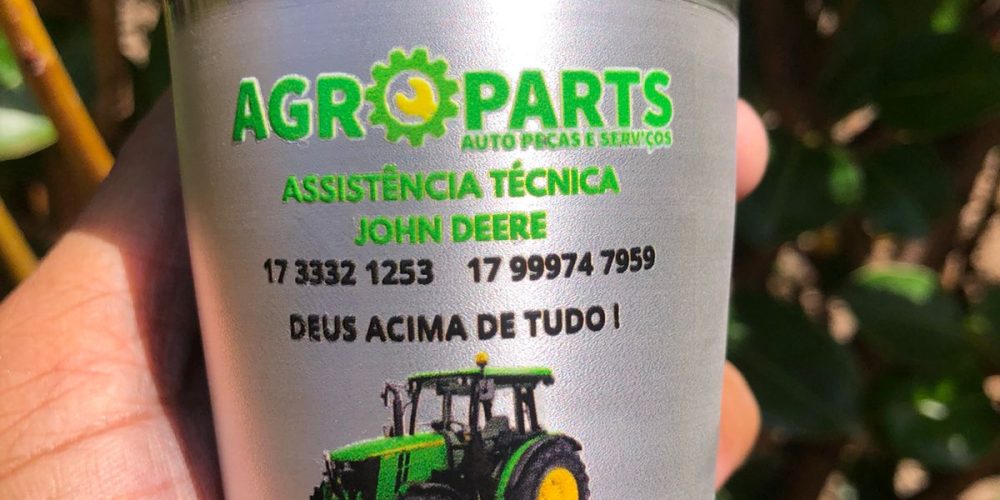 AGROPARTS
AUTO PEÇAS E SERVIÇOS
ASSISTÊNCIA TÉCNICA
JOHN DEERE
17 3332 1253 17 99974 7959
DEUS ACIMA DE TUDO !